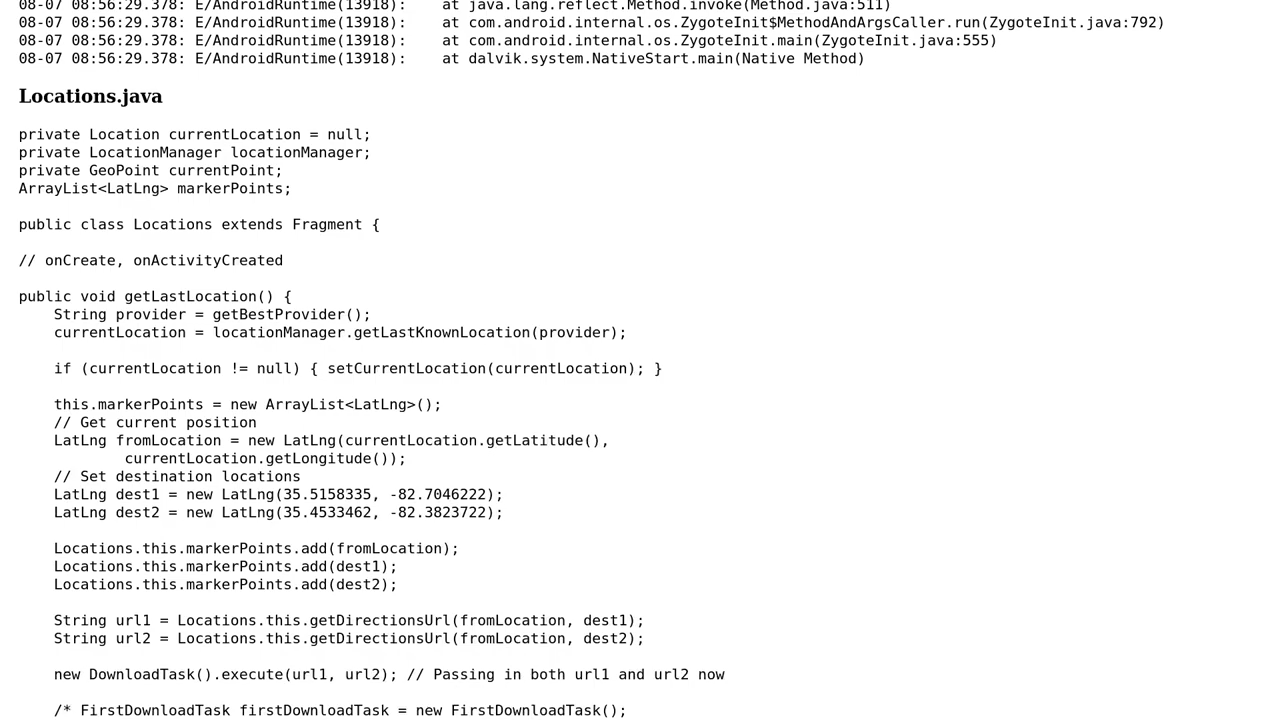 08-07 08:56:29.378: E/AndroidRuntime(13918):    at java.lang.reflect.Method.invoke(Method.java:511)
08-07 08:56:29.378: E/AndroidRuntime(13918):    at com.android.internal.os.ZygoteInit$MethodAndArgsCaller.run(ZygoteInit.java:792)
08-07 08:56:29.378: E/AndroidRuntime(13918):    at com.android.internal.os.ZygoteInit.main(ZygoteInit.java:555)
08-07 08:56:29.378: E/AndroidRuntime(13918):    at dalvik.system.NativeStart.main(Native Method)
Locations.java
private Location currentLocation = null;
private LocationManager locationManager;
private GeoPoint currentPoint;
ArrayList<LatLng> markerPoints;
public class Locations extends Fragment {
// onCreate, onActivityCreated
public void getLastLocation() {
    String provider = getBestProvider();
    currentLocation = locationManager.getLastKnownLocation(provider);
    if (currentLocation != null) { setCurrentLocation(currentLocation); }
    this.markerPoints = new ArrayList<LatLng>();
    // Get current position
    LatLng fromLocation = new LatLng(currentLocation.getLatitude(),
            currentLocation.getLongitude());
    // Set destination locations
    LatLng dest1 = new LatLng(35.5158335, -82.7046222);
    LatLng dest2 = new LatLng(35.4533462, -82.3823722);
    Locations.this.markerPoints.add(fromLocation);
    Locations.this.markerPoints.add(dest1);
    Locations.this.markerPoints.add(dest2);
    String url1 = Locations.this.getDirectionsUrl(fromLocation, dest1);
    String url2 = Locations.this.getDirectionsUrl(fromLocation, dest2);
    new DownloadTask().execute(url1, url2); // Passing in both url1 and url2 now
    /* FirstDownloadTask firstDownloadTask = new FirstDownloadTask();